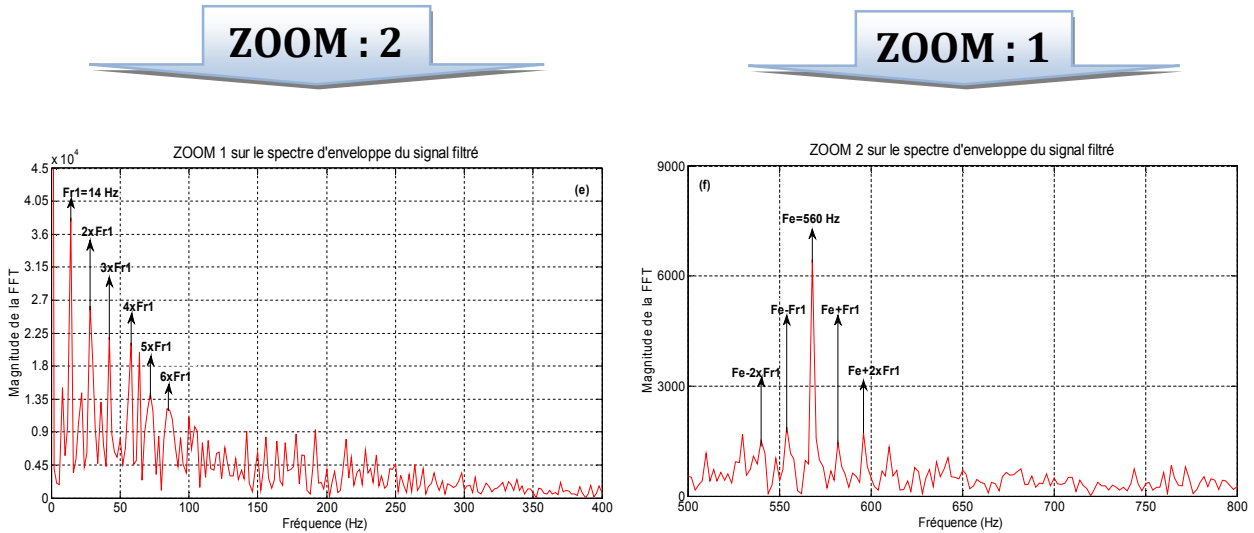 ZOOM : 2
ZOOM : 1
ZOOM 1 sur le spectre d'enveloppe du signal filtré
x 10^4
4.5
4.05
3.6
3.15
2.7
2.25
1.8
1.35
0.9
0.45
0
Magnitude de la FFT
(e)
Fr1=14 Hz
2xFr1
3xFr1
4xFr1
5xFr1
6xFr1
0 50 100 150 200 250 300 350 400
Fréquence (Hz)
ZOOM 2 sur le spectre d'enveloppe du signal filtré
9000
6000
3000
0
Magnitude de la FFT
(f)
Fe=560 Hz
Fe-Fr1
Fe+Fr1
Fe-2xFr1
Fe+2xFr1
500 550 600 650 700 750 800
Fréquence (Hz)